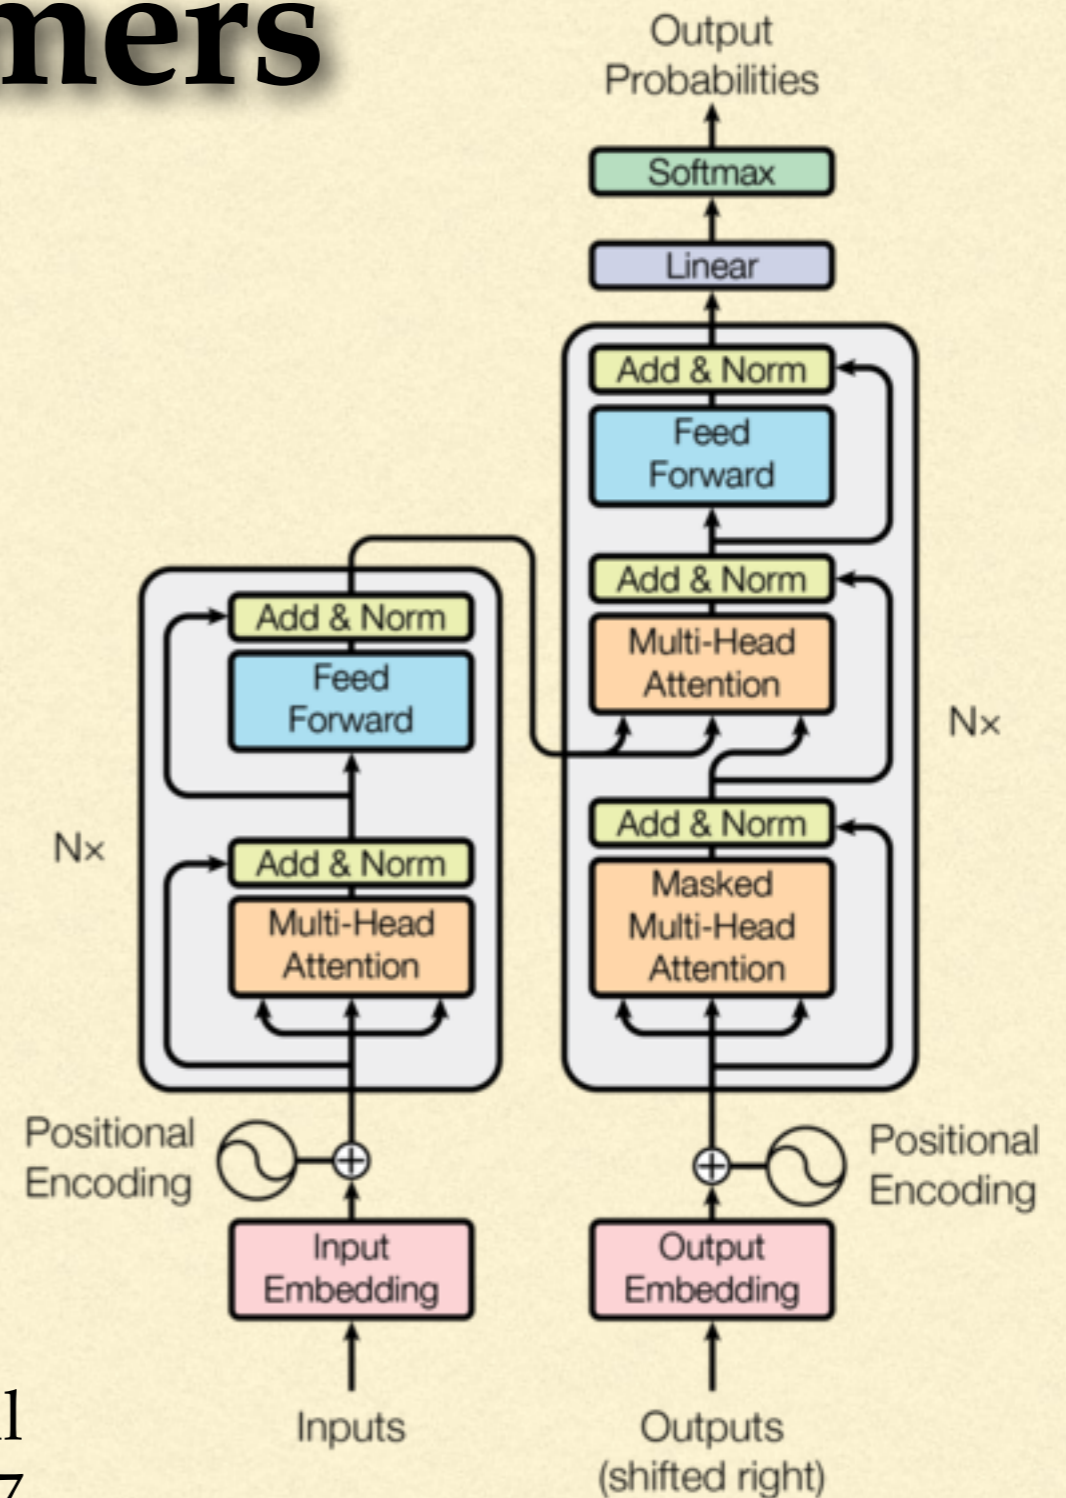 mers
Output
Probabilities
Softmax
Linear
Add & Norm
Feed
Forward
Add & Norm
Multi-Head
Attention
Nx
Add & Norm
Masked
Multi-Head
Attention
Add & Norm
Feed
Forward
Nx
Add & Norm
Multi-Head
Attention
Positional
Encoding
Positional
Encoding
Input
Embedding
Output
Embedding
Inputs
Outputs
(shifted right)
l
7